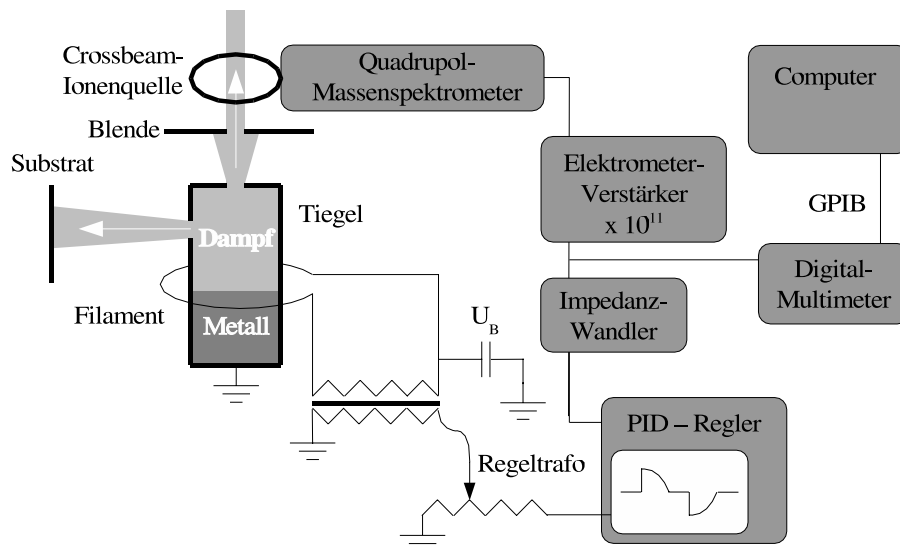 Crossbeam-
Ionenquelle
Quadrupol-
Massenspektrometer
Computer
Blende
Substrat
Elektrometer-
Verstärker
x 10¹¹
Tiegel
GPIB
Dampf
Digital-
Multimeter
Filament
Metall
Impedanz-
Wandler
U_B
PID – Regler
Regeltrafo